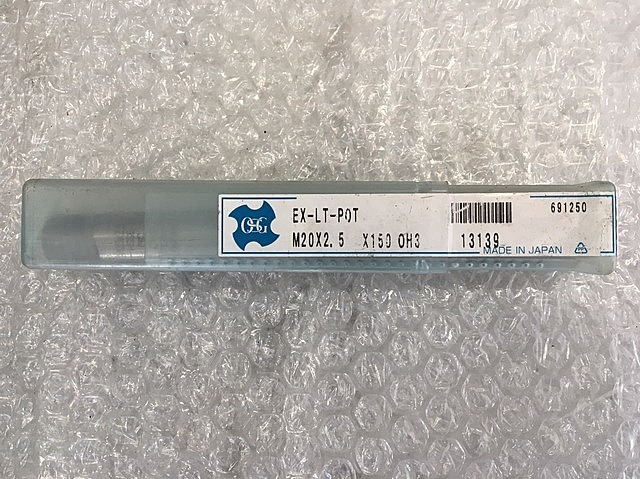 OSG
EX-LT-POT
M20X2.5 X150 OH3
13139
691250
MADE IN JAPAN